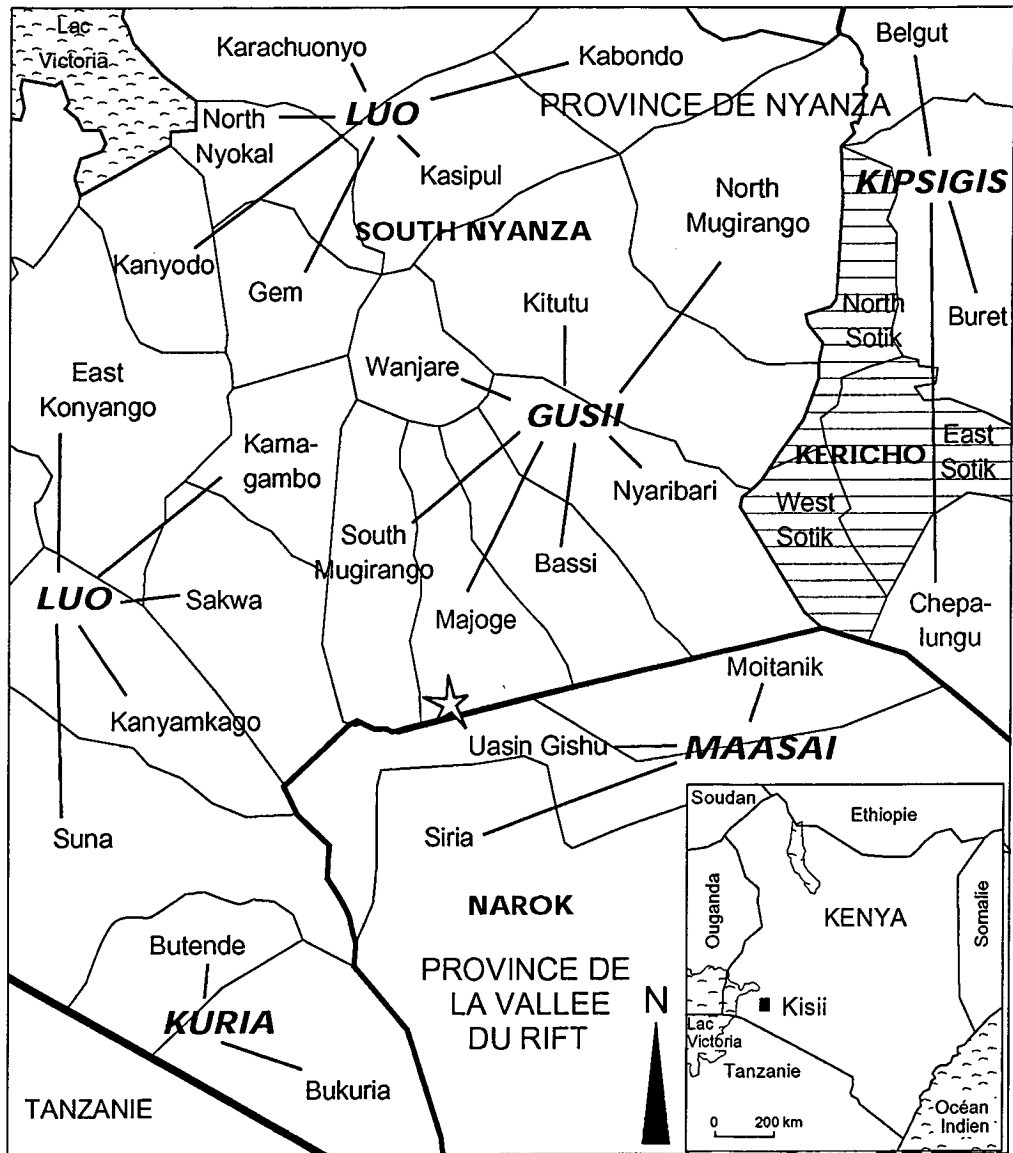 Lac
Victoria
Karachuonyo
Kabondo
Belgut
LUO
PROVINCE DE NYANZA
North
Nyokal
Kasipul
KIPSIGIS
North
Mugirango
SOUTH NYANZA
Kanyodo
Gem
Kitutu
North
Sotik
Buret
Wanjare
East
Konyango
GUSII
Kama-
gambo
KERICHO
East
Sotik
Nyaribari
West
Sotik
South
Mugirango
Bassi
LUO
Sakwa
Majoge
Chepa-
lungu
Moitanik
Kanyamkago
Uasin Gishu
MAASAI
Suna
Siria
NAROK
Butende
PROVINCE DE
LA VALLEE
DU RIFT
N
KURIA
Bukuria
TANZANIE
Soudan
Ethiopie
Ouganda
KENYA
Somalie
Kisii
Lac
Victoria
Tanzanie
Océan
Indien
0 200 km